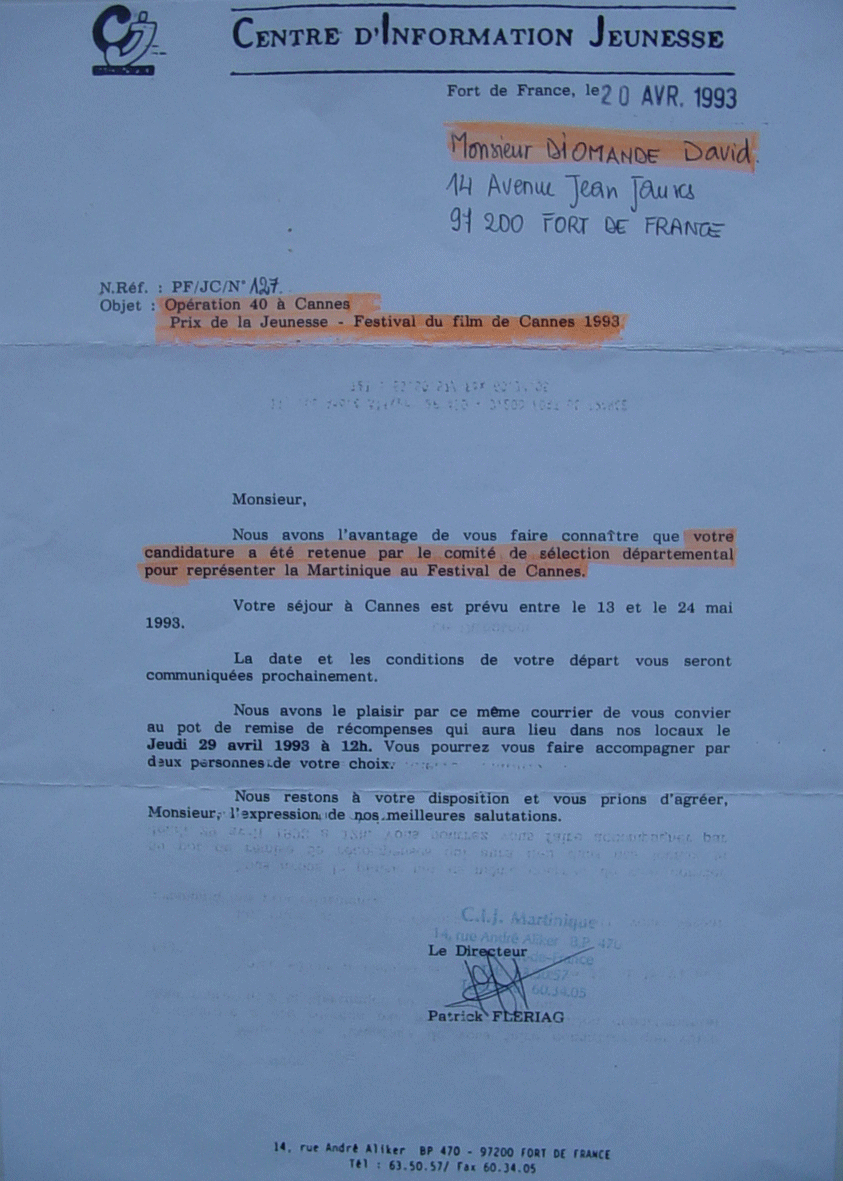 CENTRE D'INFORMATION JEUNESSE
Fort de France, le 20 AVR. 1993
Monsieur DIOMANDE David.
14 Avenue Jean Jaurès
97 200 FORT DE FRANCE
N.Réf. : PF/JC/N° 127.
Objet : Opération 40 à Cannes
Prix de la Jeunesse - Festival du film de Cannes 1993
Monsieur,
Nous avons l'avantage de vous faire connaître que votre
candidature a été retenue par le comité de sélection départemental
pour représenter la Martinique au Festival de Cannes.
Votre séjour à Cannes est prévu entre le 13 et le 24 mai
1993.
La date et les conditions de votre départ vous seront
communiquées prochainement.
Nous avons le plaisir par ce même courrier de vous convier
au pot de remise de récompenses qui aura lieu dans nos locaux le
Jeudi 29 avril 1993 à 12h. Vous pourrez vous faire accompagner par
deux personnes de votre choix.
Nous restons à votre disposition et vous prions d'agréer,
Monsieur, l'expression de nos meilleures salutations.
C.I.J. Martinique
14, rue André Aliker B.P. 470
Le Directeur
60.34.05
Patrick FLERIAG
14, rue André Aliker BP 470 - 97200 FORT DE FRANCE
Tél : 63.50.57/ Fax 60.34.05